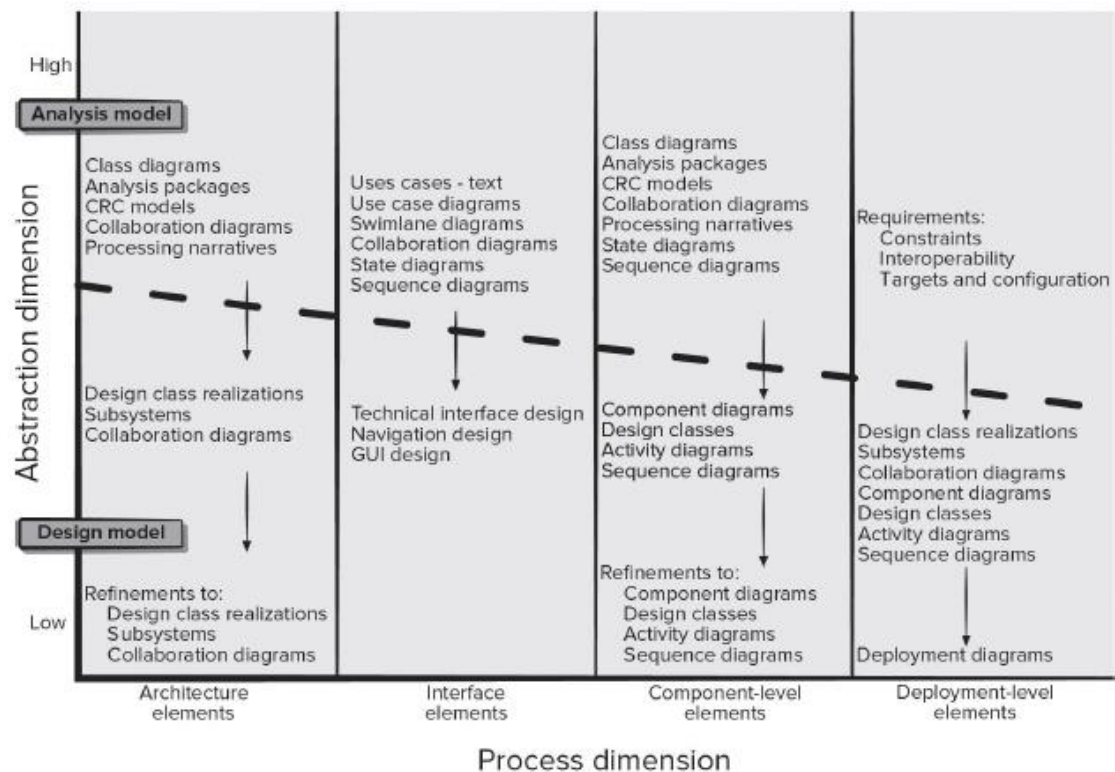 High
Analysis model
Abstraction dimension
Class diagrams
Analysis packages
CRC models
Collaboration diagrams
Processing narratives
Design class realizations
Subsystems
Collaboration diagrams
Design model
Low
Refinements to:
Design class realizations
Subsystems
Collaboration diagrams
Uses cases - text
Use case diagrams
Swimlane diagrams
Collaboration diagrams
State diagrams
Sequence diagrams
Technical interface design
Navigation design
GUI design
Class diagrams
Analysis packages
CRC models
Collaboration diagrams
Processing narratives
State diagrams
Sequence diagrams
Component diagrams
Design classes
Activity diagrams
Sequence diagrams
Refinements to:
Component diagrams
Design classes
Activity diagrams
Sequence diagrams
Requirements:
Constraints
Interoperability
Targets and configuration
Design class realizations
Subsystems
Collaboration diagrams
Component diagrams
Design classes
Activity diagrams
Sequence diagrams
Deployment diagrams
Architecture
elements
Interface
elements
Component-level
elements
Deployment-level
elements
Process dimension